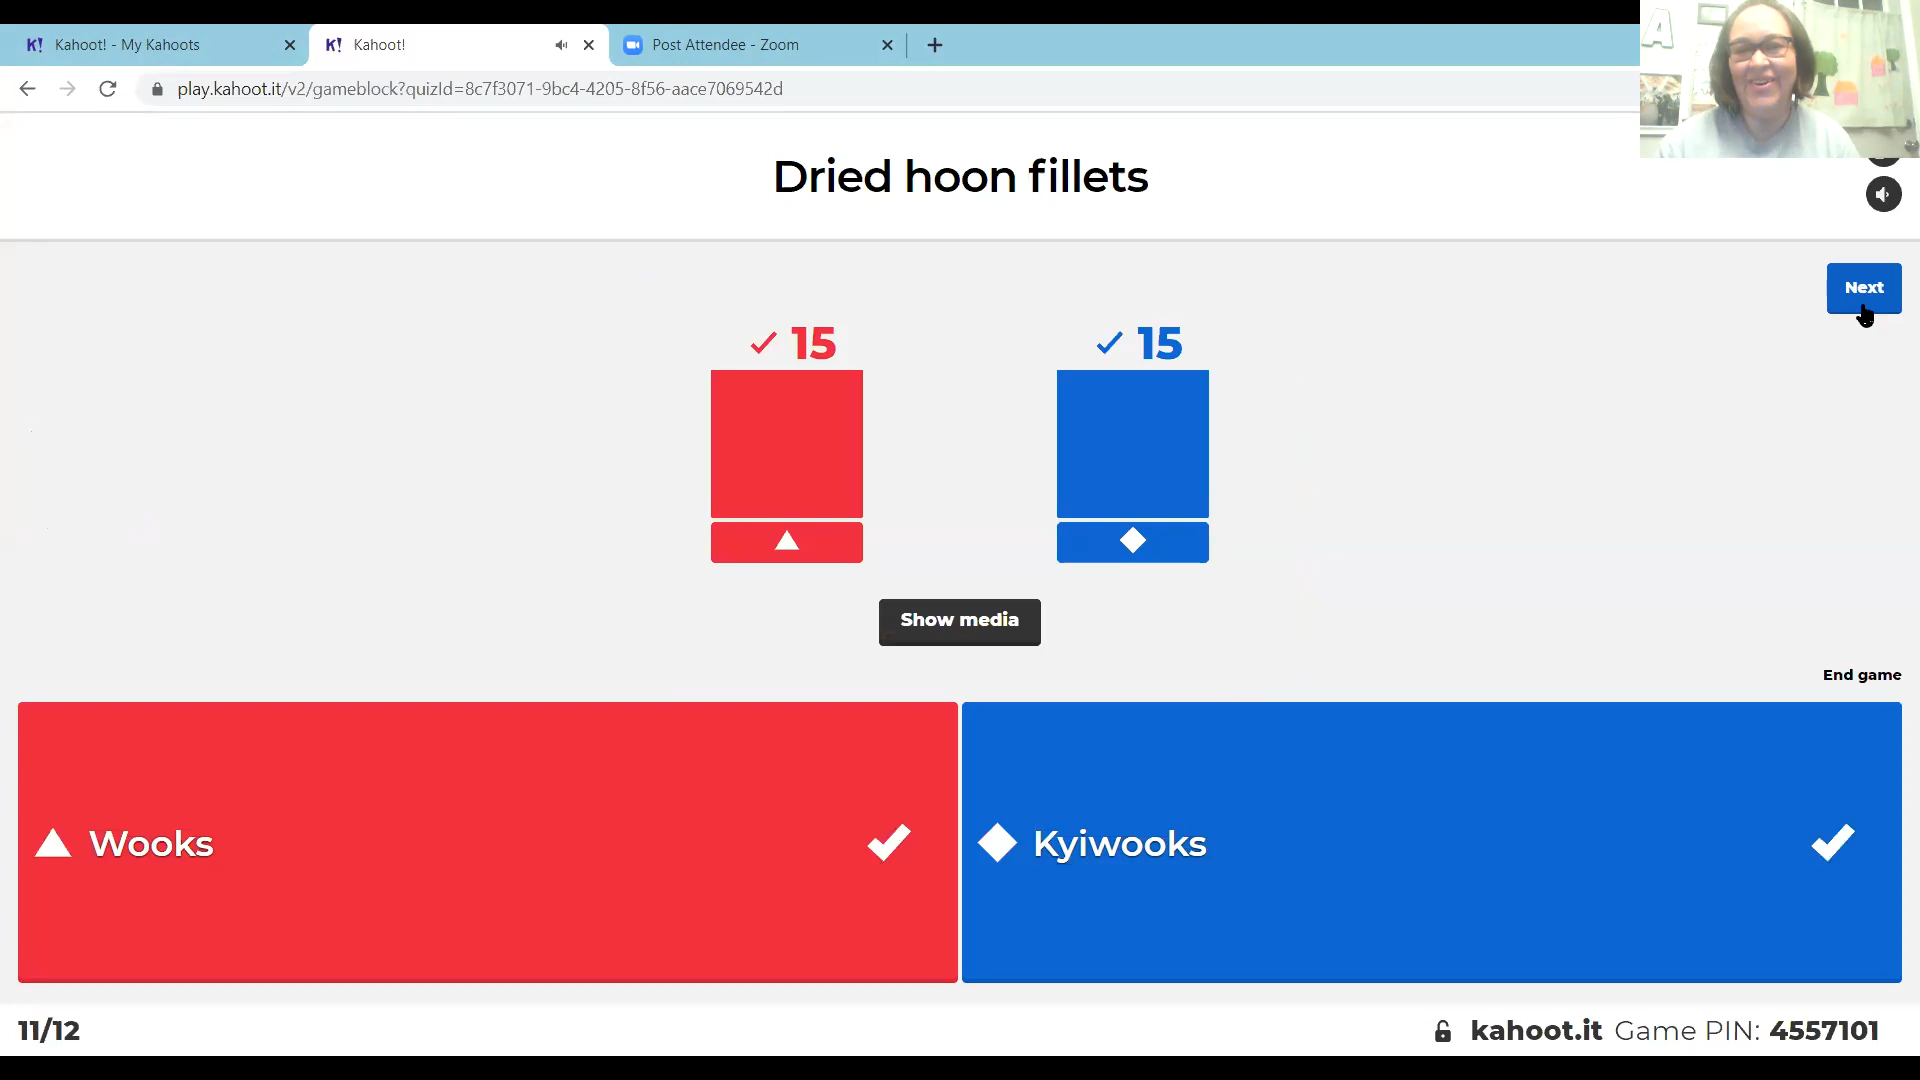 K! Kahoot! - My Kahoots
K! Kahoot!
Post Attendee - Zoom
play.kahoot.it/v2/gameblock?quizId=8c7f3071-9bc4-4205-8f56-aace7069542d
A
Dried hoon fillets
Next
15
15
Show media
End game
Wooks
Kyiwooks
11/12
kahoot.it Game PIN: 4557101